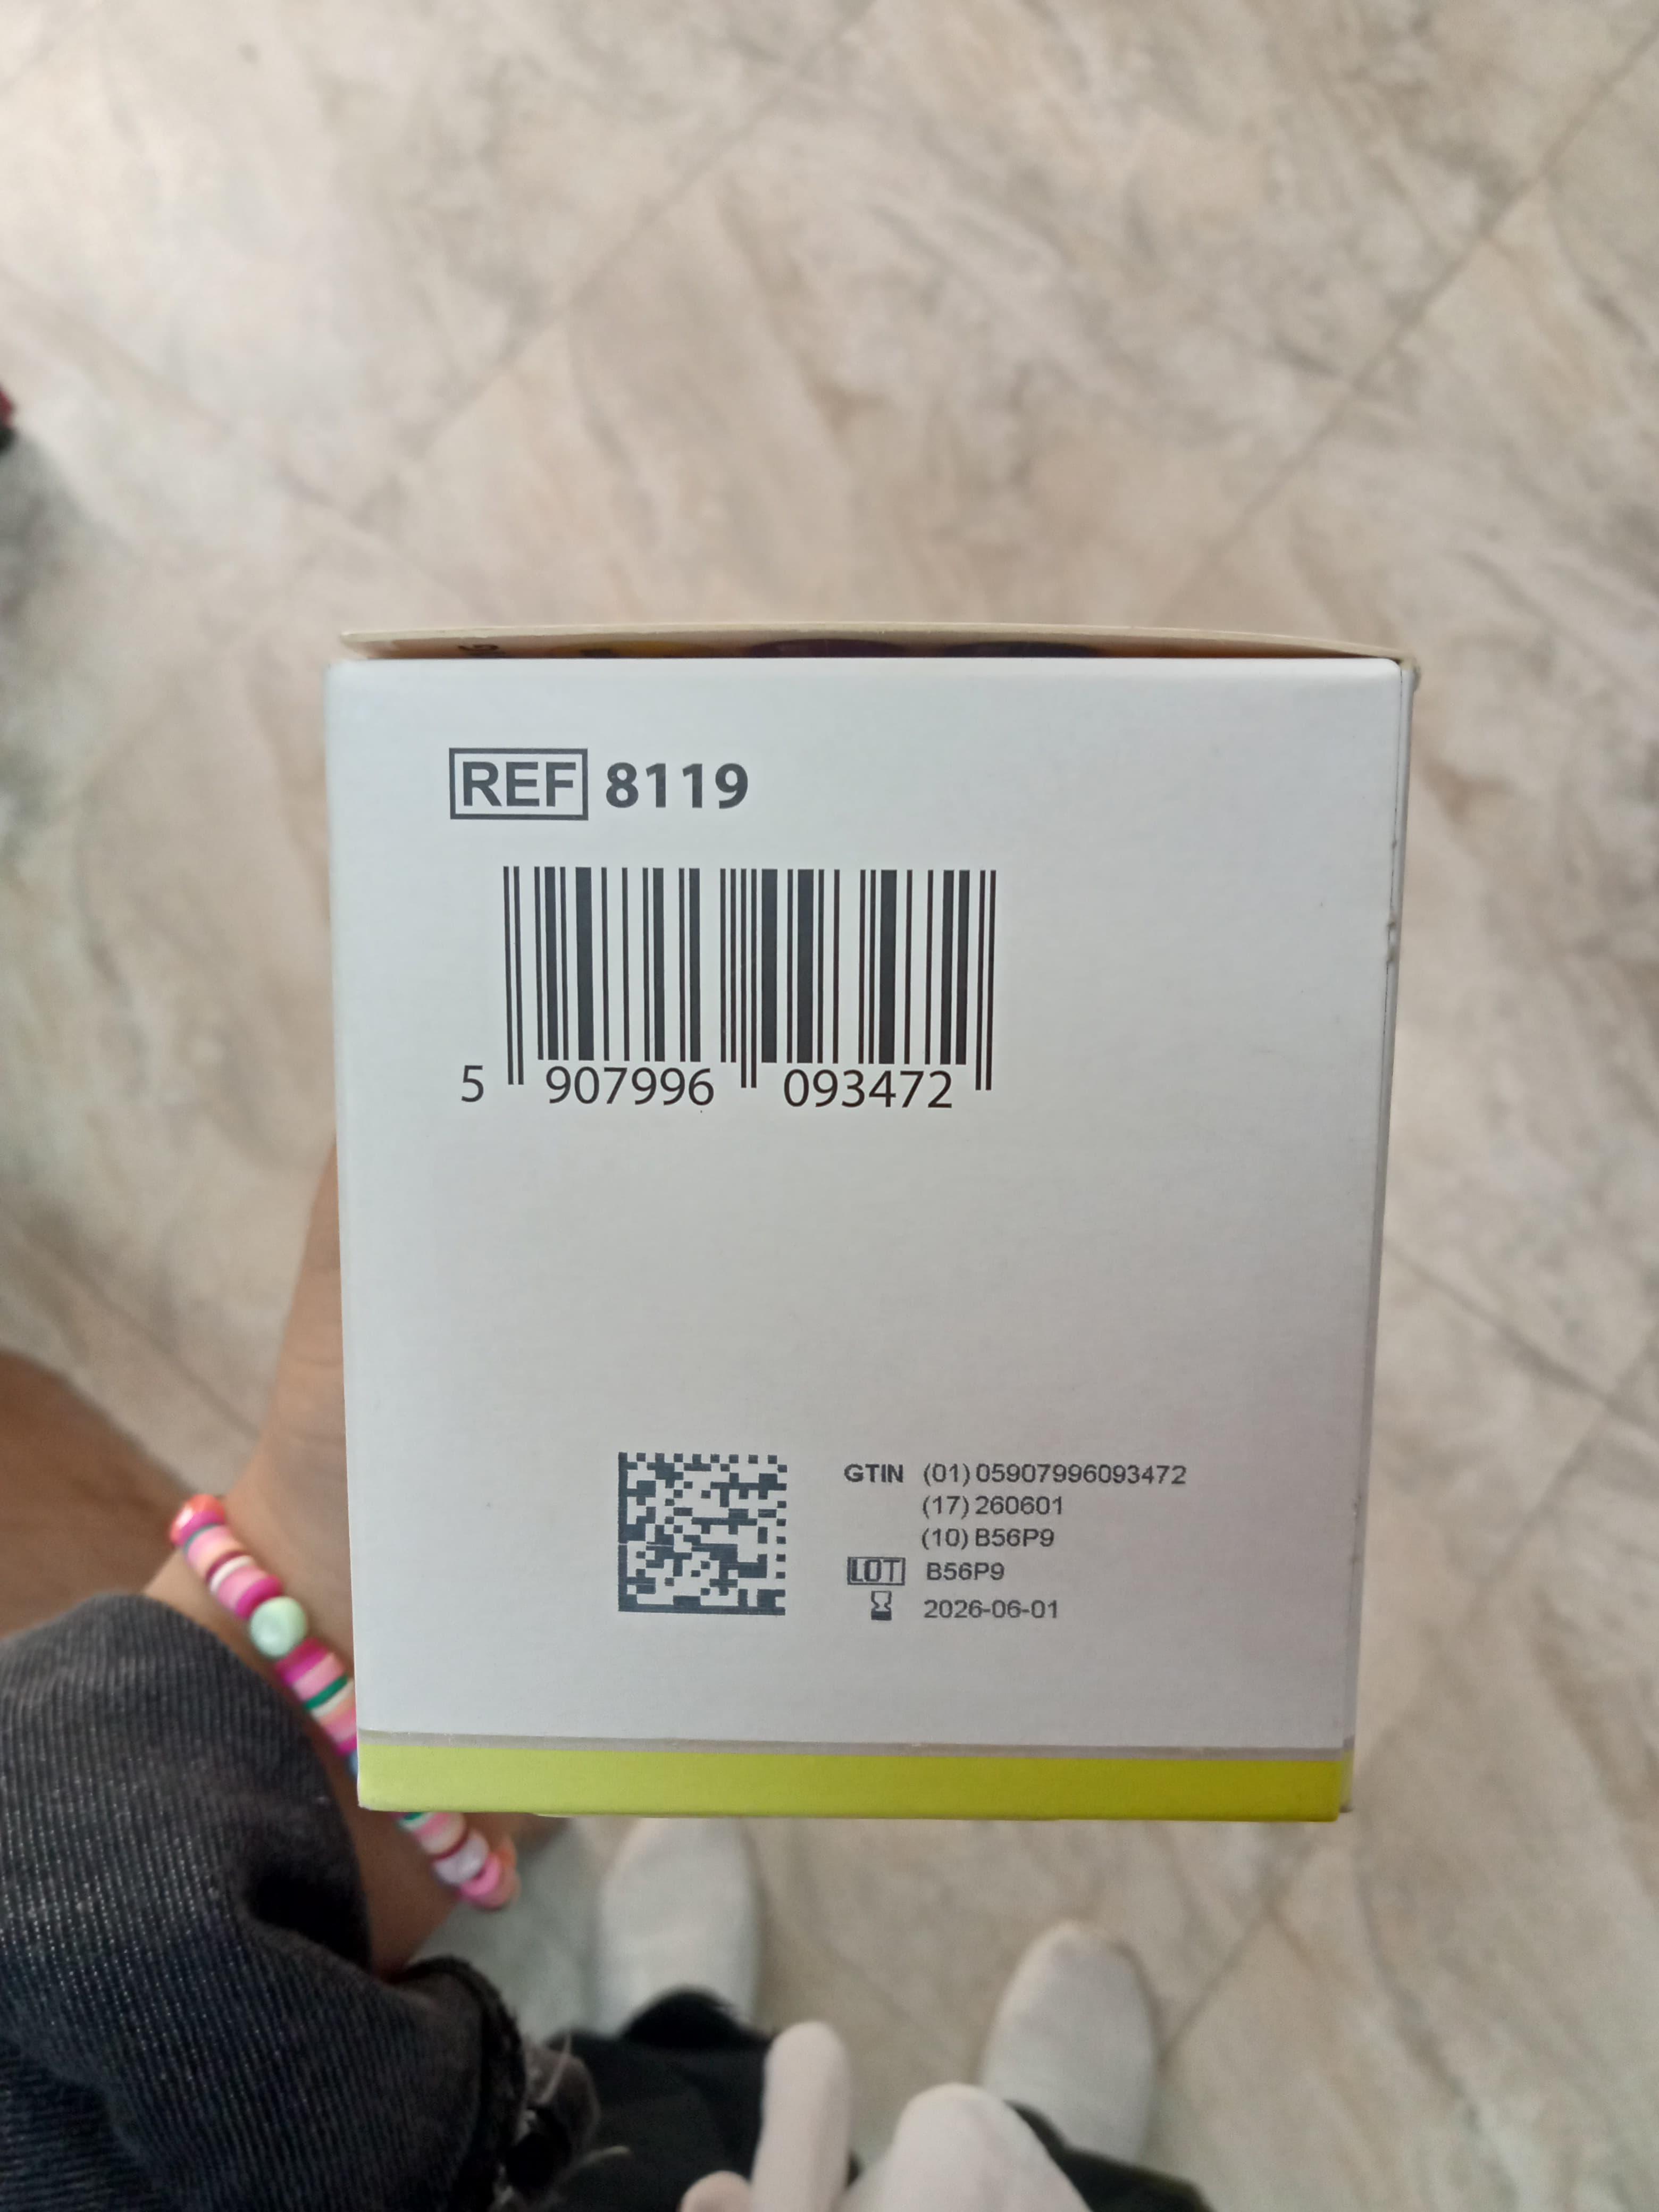 REF 8119
5 907996 093472
GTIN (01) 05907996093472
(17) 260601
(10) B56P9
LOT B56P9
2026-06-01